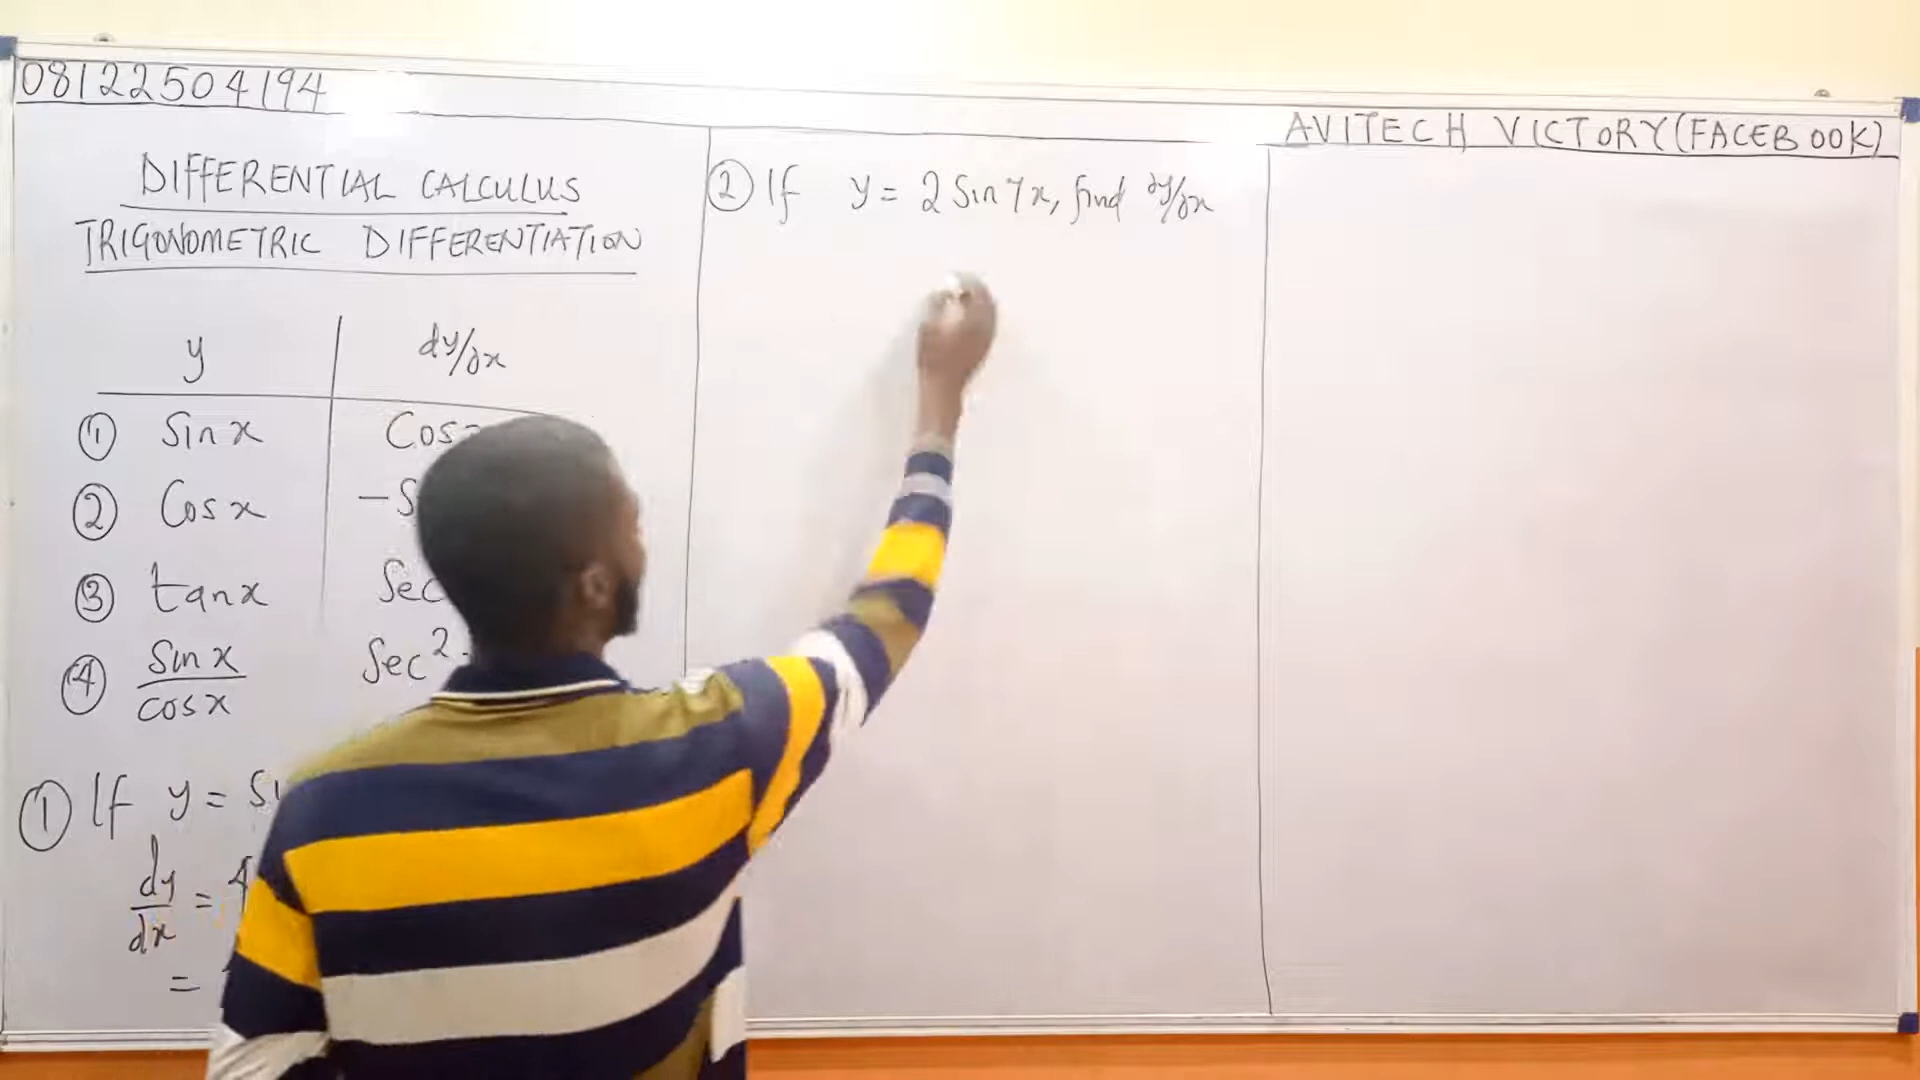 08122504194
AVITECH VICTORY(FACEBOOK)
DIFFERENTIAL CALCULUS
TRIGONOMETRIC DIFFERENTIATION
y dy/dx
① Sin x Cos
② Cos x -S
③ tan x Sec
④ Sin x / cos x Sec²
① If y = Si
dy/dx = 4
=
② If y = 2 Sin 7x, find dy/dx